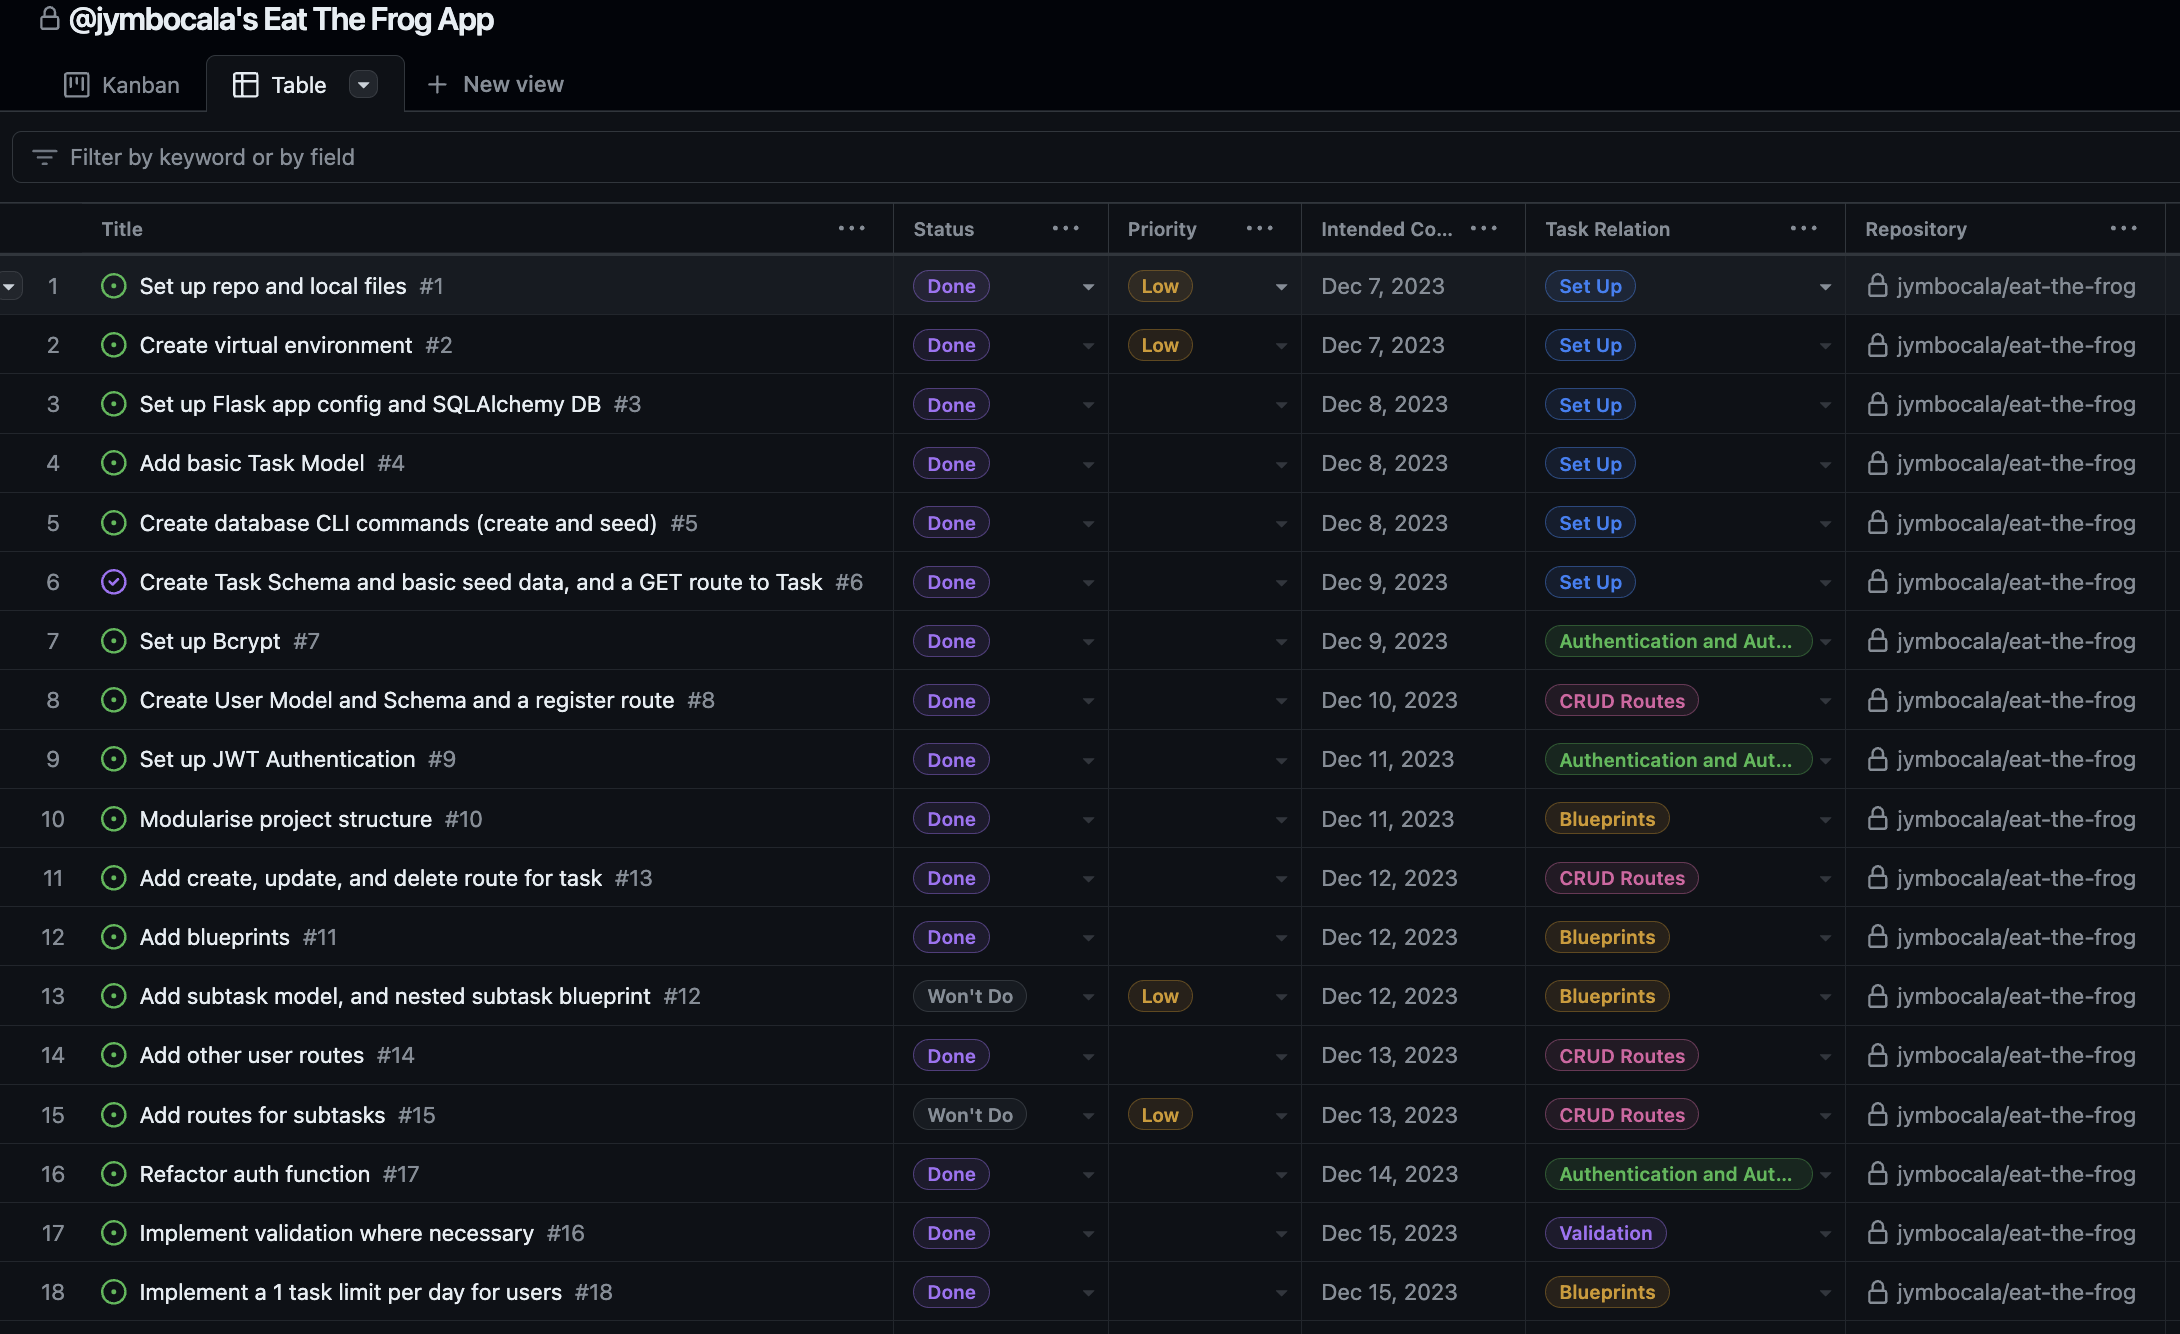 @jymbocala's Eat The Frog App
Kanban Table New view
Filter by keyword or by field
Title ... Status ... Priority ... Intended Co... ... Task Relation ... Repository ...
1 Set up repo and local files #1 Done Low Dec 7, 2023 Set Up jymbocala/eat-the-frog
2 Create virtual environment #2 Done Low Dec 7, 2023 Set Up jymbocala/eat-the-frog
3 Set up Flask app config and SQLAlchemy DB #3 Done Dec 8, 2023 Set Up jymbocala/eat-the-frog
4 Add basic Task Model #4 Done Dec 8, 2023 Set Up jymbocala/eat-the-frog
5 Create database CLI commands (create and seed) #5 Done Dec 8, 2023 Set Up jymbocala/eat-the-frog
6 Create Task Schema and basic seed data, and a GET route to Task #6 Done Dec 9, 2023 Set Up jymbocala/eat-the-frog
7 Set up Bcrypt #7 Done Dec 9, 2023 Authentication and Aut... jymbocala/eat-the-frog
8 Create User Model and Schema and a register route #8 Done Dec 10, 2023 CRUD Routes jymbocala/eat-the-frog
9 Set up JWT Authentication #9 Done Dec 11, 2023 Authentication and Aut... jymbocala/eat-the-frog
10 Modularise project structure #10 Done Dec 11, 2023 Blueprints jymbocala/eat-the-frog
11 Add create, update, and delete route for task #13 Done Dec 12, 2023 CRUD Routes jymbocala/eat-the-frog
12 Add blueprints #11 Done Dec 12, 2023 Blueprints jymbocala/eat-the-frog
13 Add subtask model, and nested subtask blueprint #12 Won't Do Low Dec 12, 2023 Blueprints jymbocala/eat-the-frog
14 Add other user routes #14 Done Dec 13, 2023 CRUD Routes jymbocala/eat-the-frog
15 Add routes for subtasks #15 Won't Do Low Dec 13, 2023 CRUD Routes jymbocala/eat-the-frog
16 Refactor auth function #17 Done Dec 14, 2023 Authentication and Aut... jymbocala/eat-the-frog
17 Implement validation where necessary #16 Done Dec 15, 2023 Validation jymbocala/eat-the-frog
18 Implement a 1 task limit per day for users #18 Done Dec 15, 2023 Blueprints jymbocala/eat-the-frog